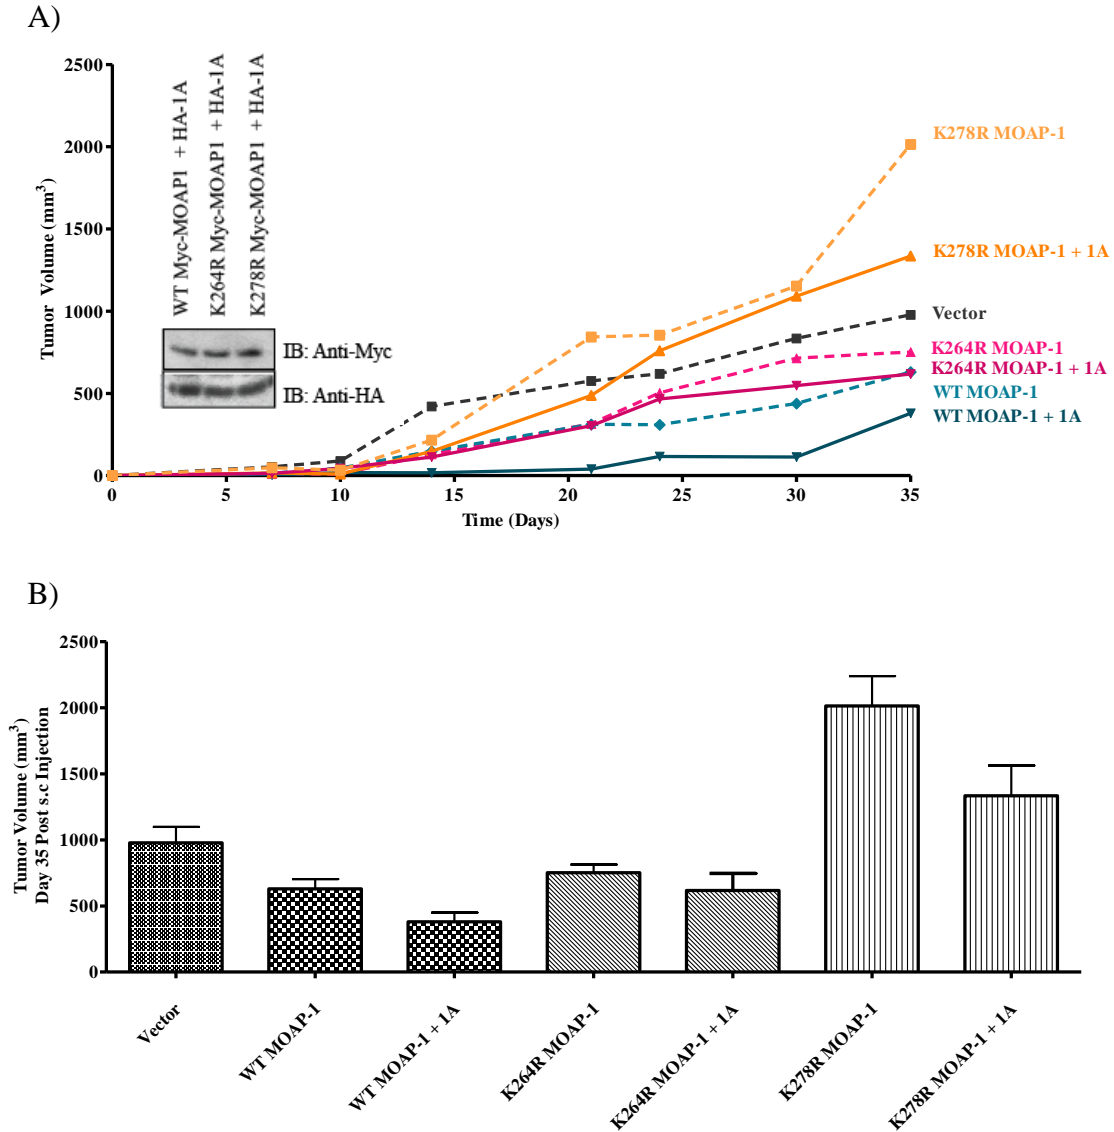 A)
2500
2000
1500
1000
500
0
Tumor Volume (mm³)
WT Myc-MOAP1 + HA-1A
K264R Myc-MOAP1 + HA-1A
K278R Myc-MOAP1 + HA-1A
IB: Anti-Myc
IB: Anti-HA
K278R MOAP-1
K278R MOAP-1 + 1A
Vector
K264R MOAP-1
K264R MOAP-1 + 1A
WT MOAP-1
WT MOAP-1 + 1A
0 5 10 15 20 25 30 35
Time (Days)
B)
2500
2000
1500
1000
500
0
Tumor Volume (mm³)
Day 35 Post s.c Injection
Vector
WT MOAP-1
WT MOAP-1 + 1A
K264R MOAP-1
K264R MOAP-1 + 1A
K278R MOAP-1
K278R MOAP-1 + 1A